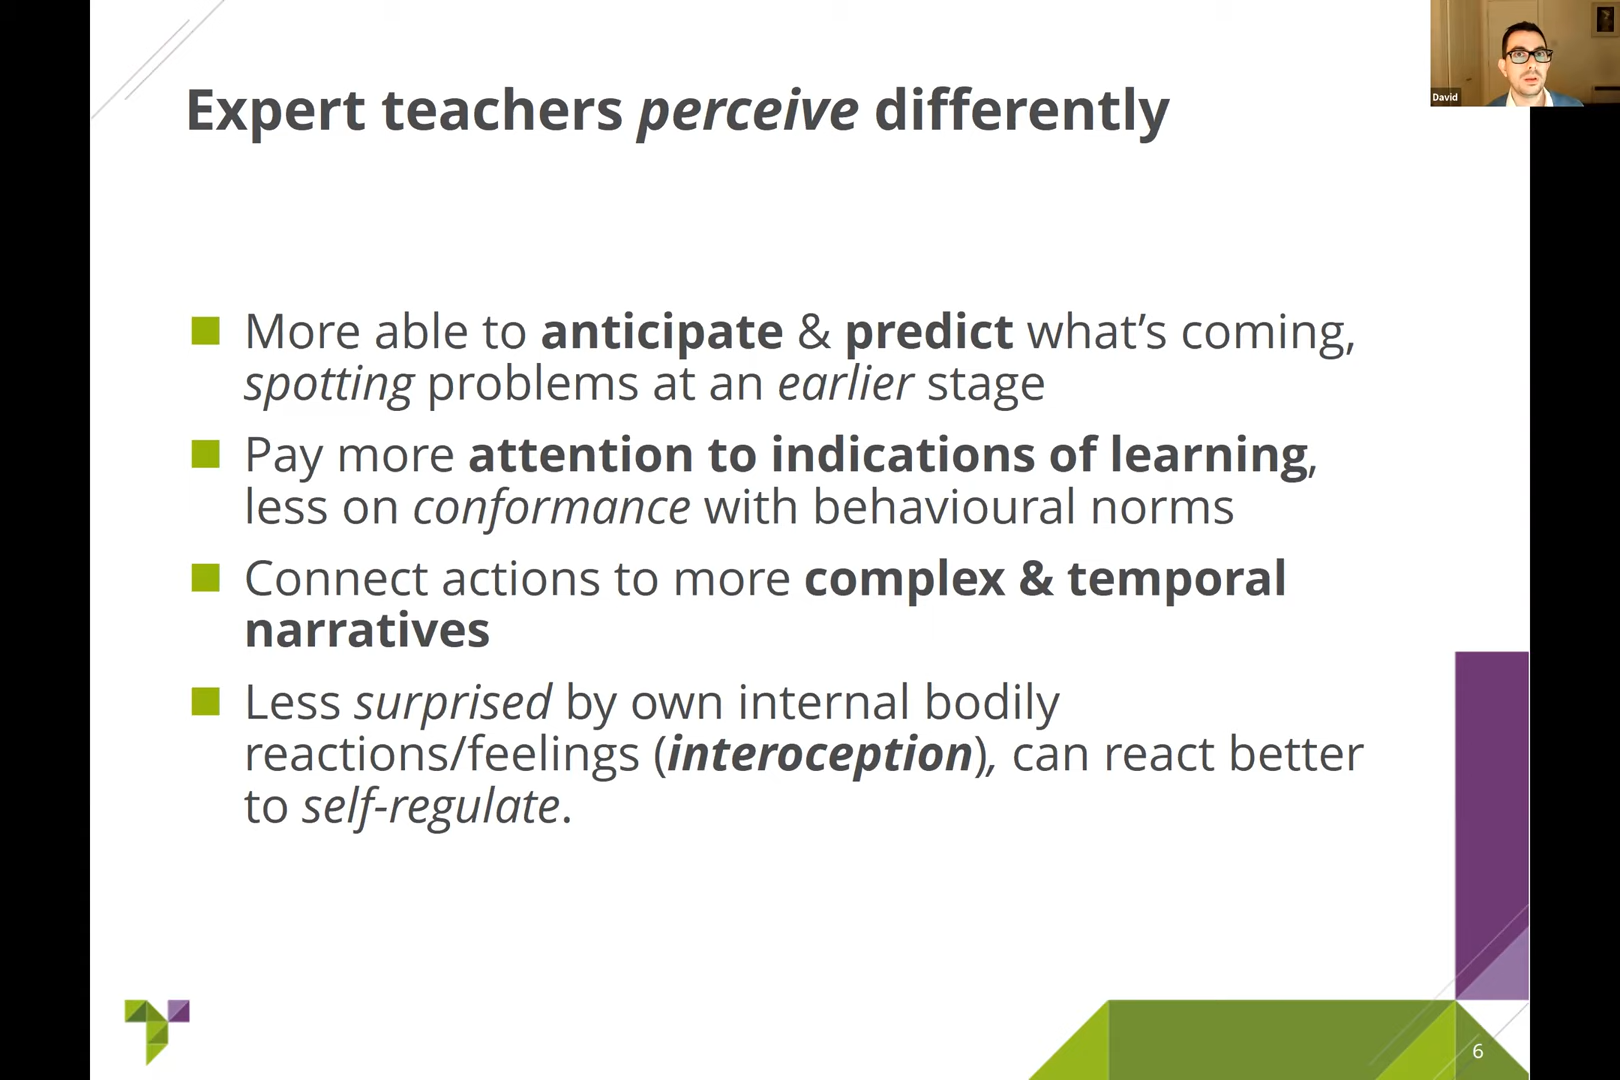 Expert teachers perceive differently
David
More able to anticipate & predict what’s coming,
spotting problems at an earlier stage
Pay more attention to indications of learning,
less on conformance with behavioural norms
Connect actions to more complex & temporal
narratives
Less surprised by own internal bodily
reactions/feelings (interoception), can react better
to self-regulate.
6